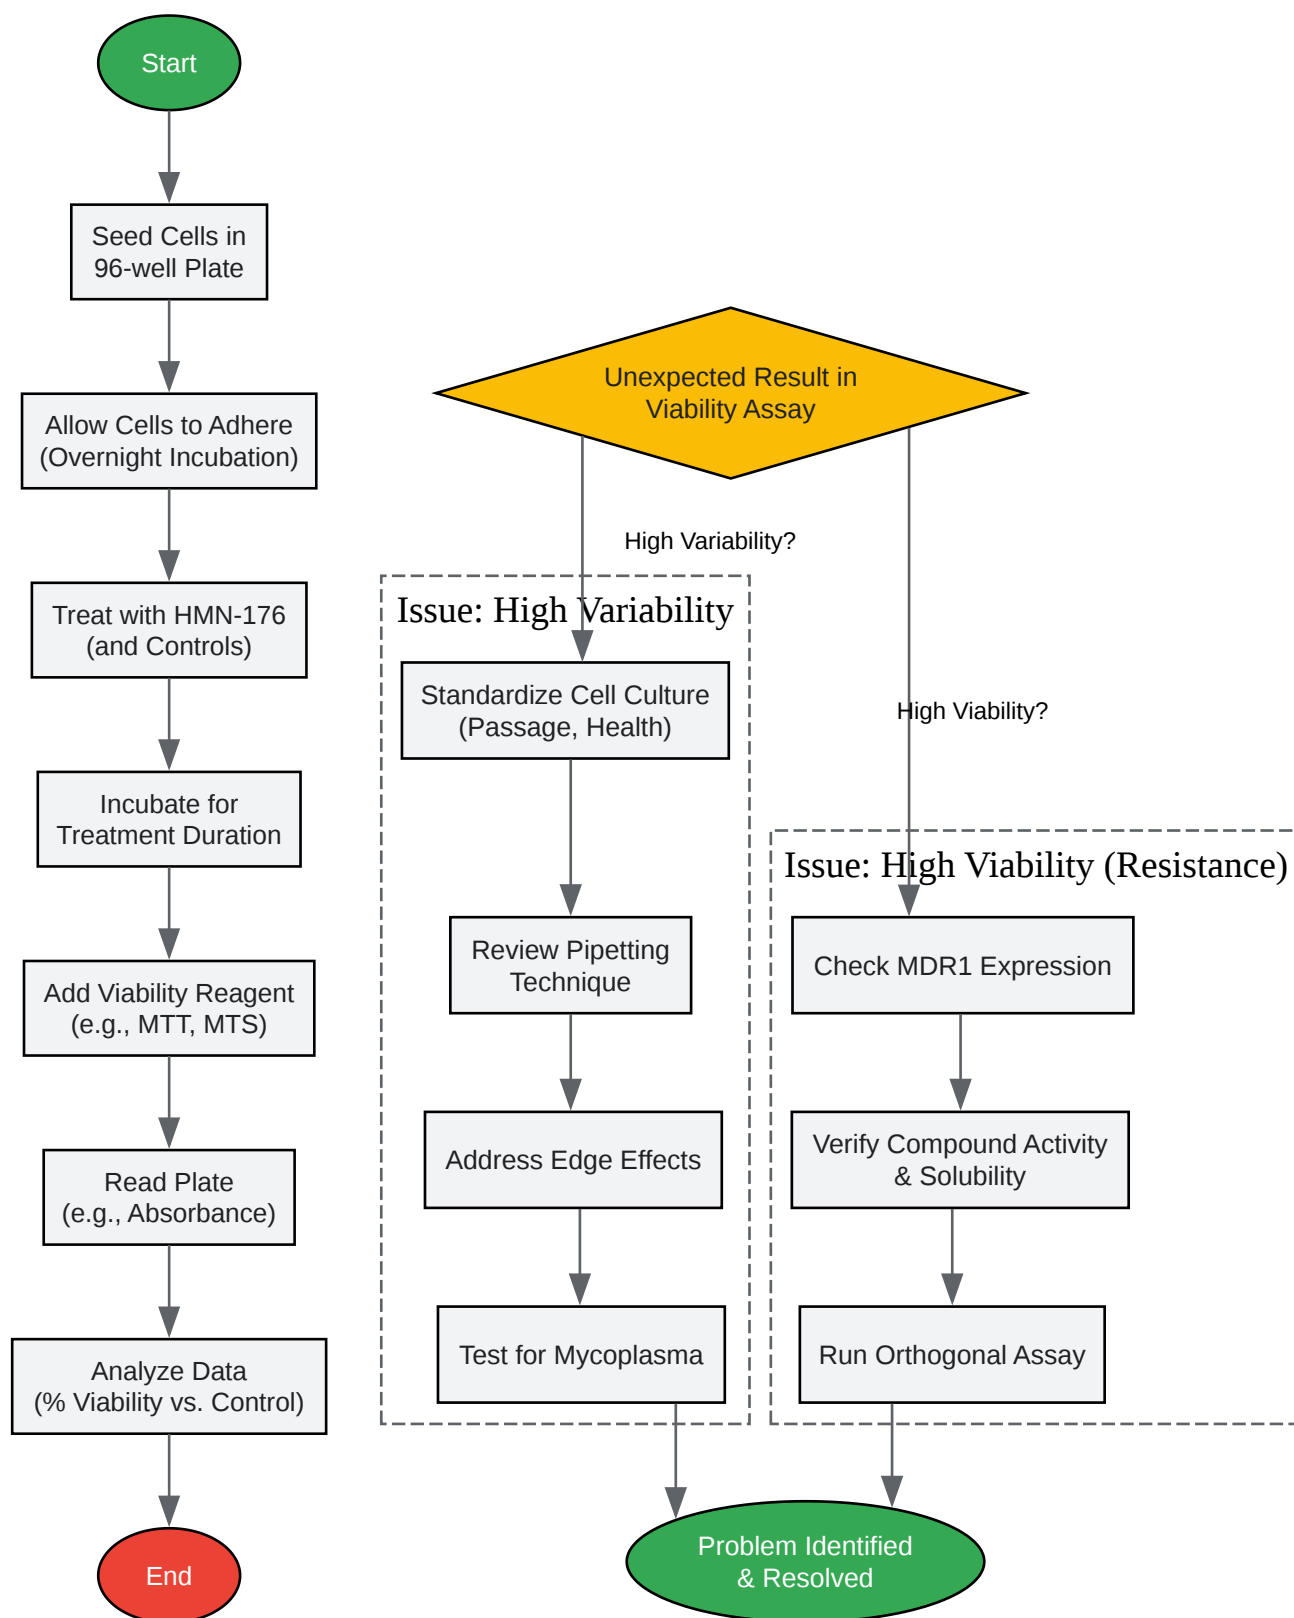 Start
Seed Cells in
96-well Plate
Allow Cells to Adhere
(Overnight Incubation)
Treat with HMN-176
(and Controls)
Incubate for
Treatment Duration
Add Viability Reagent
(e.g., MTT, MTS)
Read Plate
(e.g., Absorbance)
Analyze Data
(% Viability vs. Control)
End
Unexpected Result in
Viability Assay
High Variability?
Issue: High Variability
Standardize Cell Culture
(Passage, Health)
Review Pipetting
Technique
Address Edge Effects
Test for Mycoplasma
High Viability?
Issue: High Viability (Resistance)
Check MDR1 Expression
Verify Compound Activity
& Solubility
Run Orthogonal Assay
Problem Identified
& Resolved